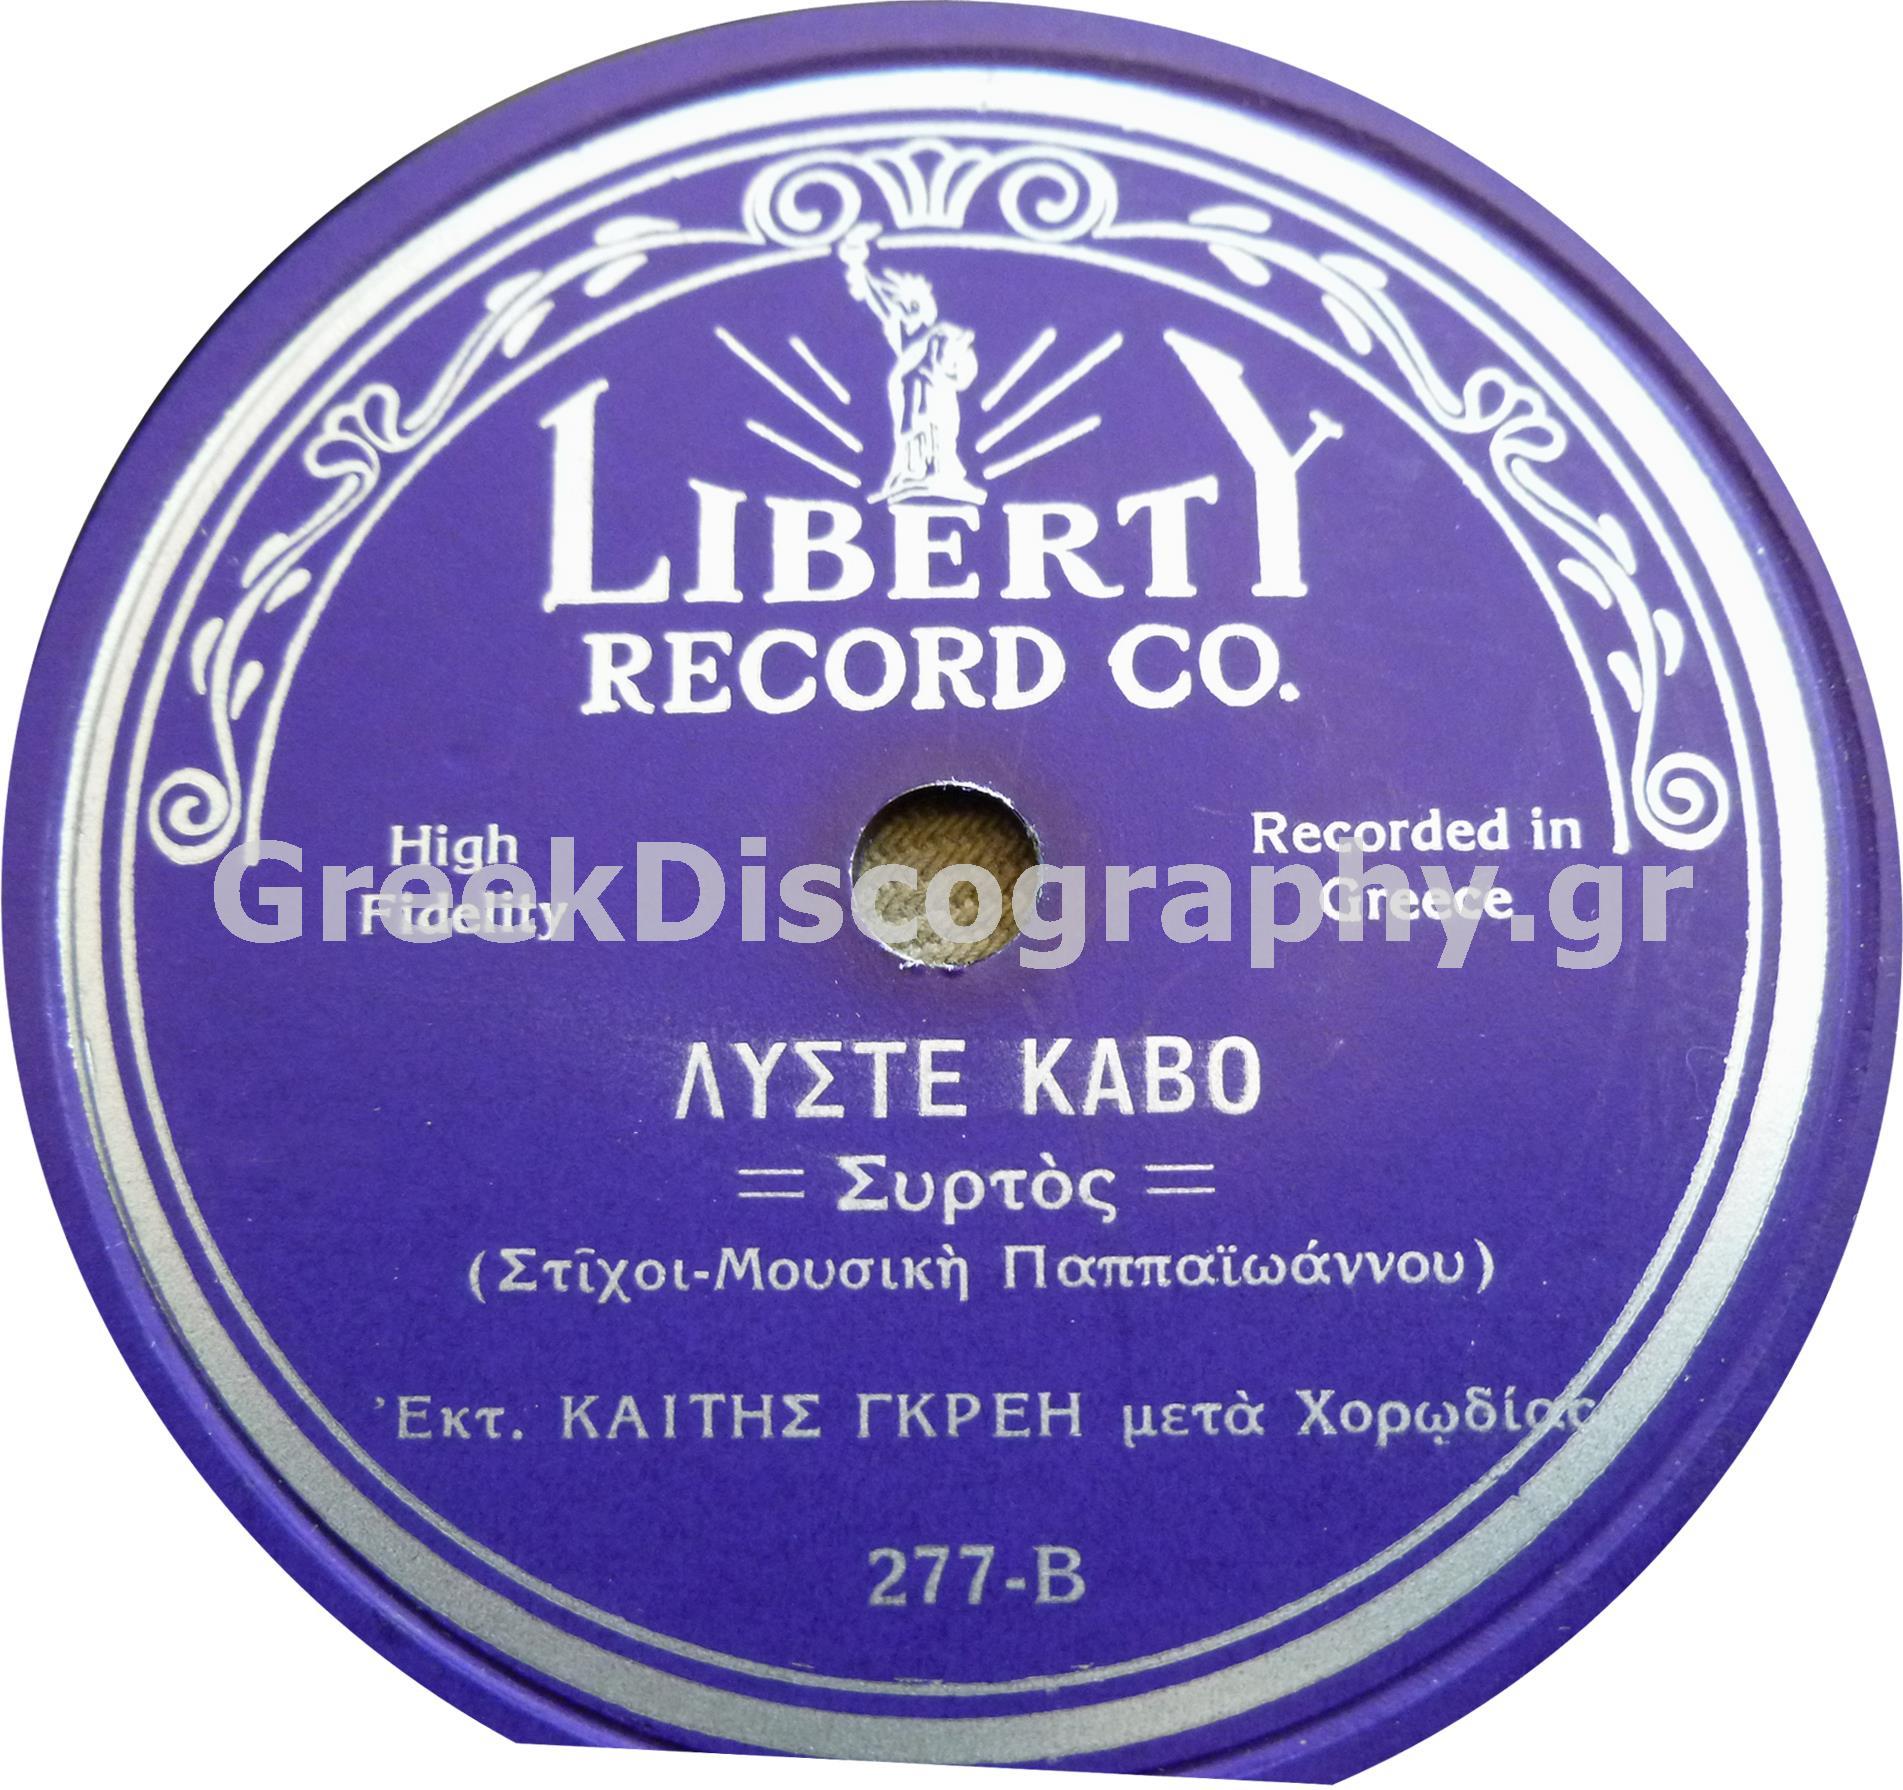 LIBERTY
RECORD CO.
High
Fidelity
Recorded in
Greece
GreekDiscography.gr
ΛΥΣΤΕ ΚΑΒΟ
= Συρτὸς =
(Στῖχοι-Μουσικὴ Παππαϊωάννου)
Ἐκτ. ΚΑΙΤΗΣ ΓΚΡΕΗ μετὰ Χορῳδίας
277-B